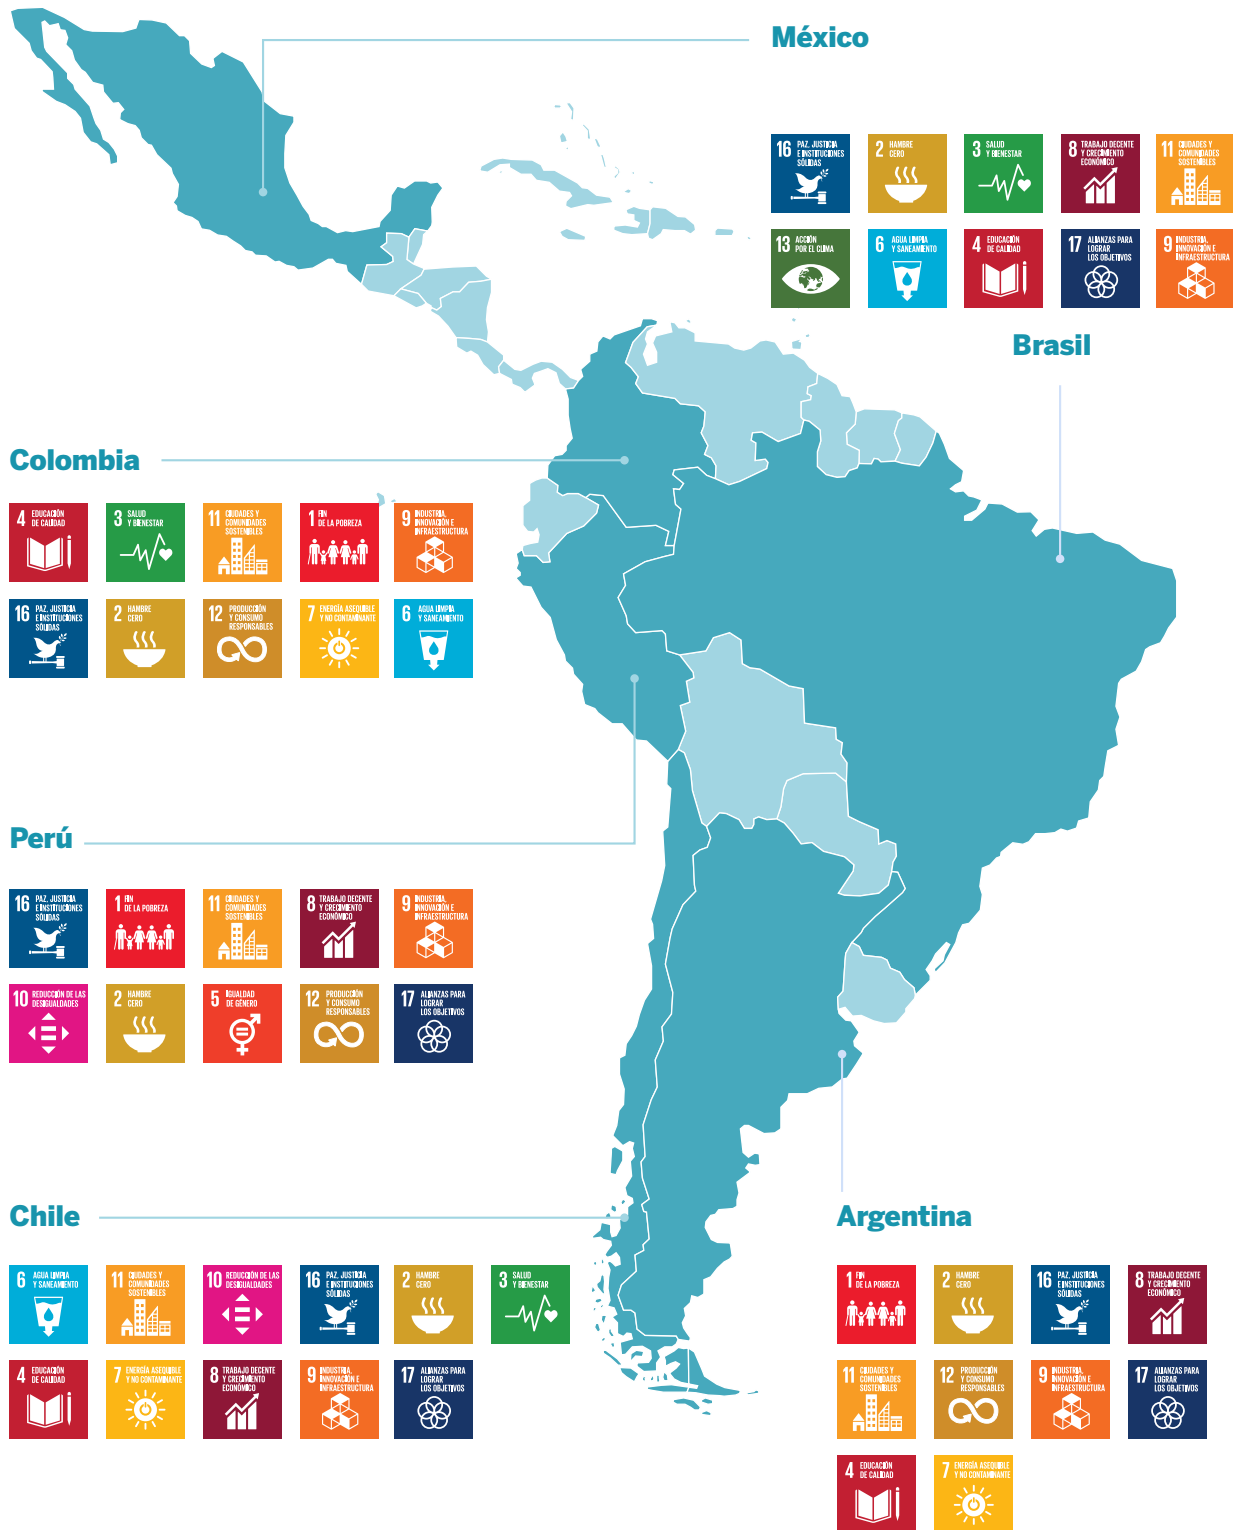 México
16 PAZ, JUSTICIA
E INSTITUCIONES
SÓLIDAS
2 HAMBRE
CERO
3 SALUD
Y BIENESTAR
8 TRABAJO DECENTE
Y CRECIMIENTO
ECONÓMICO
11 CIUDADES Y
COMUNIDADES
SOSTENIBLES
13 ACCIÓN
POR EL CLIMA
6 AGUA LIMPIA
Y SANEAMIENTO
4 EDUCACIÓN
DE CALIDAD
17 ALIANZAS PARA
LOGRAR
LOS OBJETIVOS
9 INDUSTRIA,
INNOVACIÓN E
INFRAESTRUCTURA
Brasil
Colombia
4 EDUCACIÓN
DE CALIDAD
3 SALUD
Y BIENESTAR
11 CIUDADES Y
COMUNIDADES
SOSTENIBLES
1 FIN
DE LA POBREZA
9 INDUSTRIA,
INNOVACIÓN E
INFRAESTRUCTURA
16 PAZ, JUSTICIA
E INSTITUCIONES
SÓLIDAS
2 HAMBRE
CERO
12 PRODUCCIÓN
Y CONSUMO
RESPONSABLES
7 ENERGÍA ASEQUIBLE
Y NO CONTAMINANTE
6 AGUA LIMPIA
Y SANEAMIENTO
Perú
16 PAZ, JUSTICIA
E INSTITUCIONES
SÓLIDAS
1 FIN
DE LA POBREZA
11 CIUDADES Y
COMUNIDADES
SOSTENIBLES
8 TRABAJO DECENTE
Y CRECIMIENTO
ECONÓMICO
9 INDUSTRIA,
INNOVACIÓN E
INFRAESTRUCTURA
10 REDUCCIÓN DE LAS
DESIGUALDADES
2 HAMBRE
CERO
5 IGUALDAD
DE GÉNERO
12 PRODUCCIÓN
Y CONSUMO
RESPONSABLES
17 ALIANZAS PARA
LOGRAR
LOS OBJETIVOS
Chile
6 AGUA LIMPIA
Y SANEAMIENTO
11 CIUDADES Y
COMUNIDADES
SOSTENIBLES
10 REDUCCIÓN DE LAS
DESIGUALDADES
16 PAZ, JUSTICIA
E INSTITUCIONES
SÓLIDAS
2 HAMBRE
CERO
3 SALUD
Y BIENESTAR
4 EDUCACIÓN
DE CALIDAD
7 ENERGÍA ASEQUIBLE
Y NO CONTAMINANTE
8 TRABAJO DECENTE
Y CRECIMIENTO
ECONÓMICO
9 INDUSTRIA,
INNOVACIÓN E
INFRAESTRUCTURA
17 ALIANZAS PARA
LOGRAR
LOS OBJETIVOS
Argentina
1 FIN
DE LA POBREZA
2 HAMBRE
CERO
16 PAZ, JUSTICIA
E INSTITUCIONES
SÓLIDAS
8 TRABAJO DECENTE
Y CRECIMIENTO
ECONÓMICO
11 CIUDADES Y
COMUNIDADES
SOSTENIBLES
12 PRODUCCIÓN
Y CONSUMO
RESPONSABLES
9 INDUSTRIA,
INNOVACIÓN E
INFRAESTRUCTURA
17 ALIANZAS PARA
LOGRAR
LOS OBJETIVOS
4 EDUCACIÓN
DE CALIDAD
7 ENERGÍA ASEQUIBLE
Y NO CONTAMINANTE